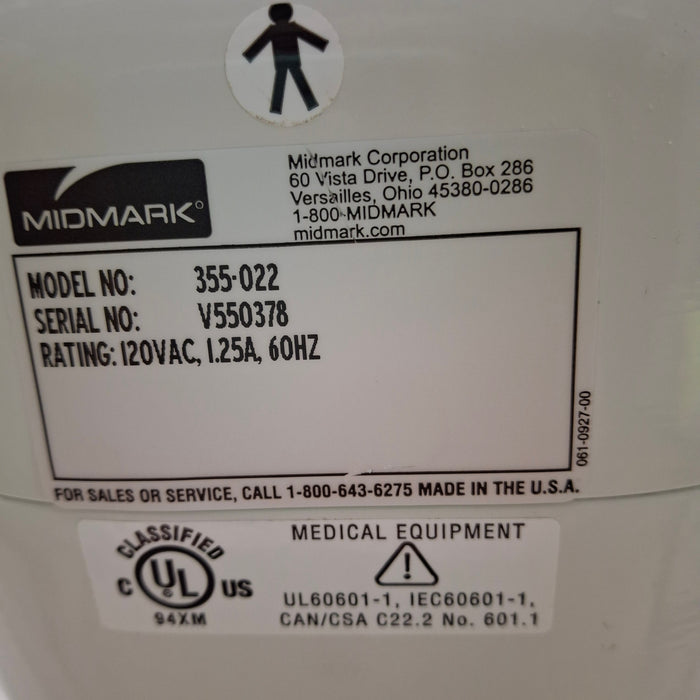 MIDMARK
Midmark Corporation
60 Vista Drive, P.O. Box 286
Versailles, Ohio 45380-0286
1-800-MIDMARK
midmark.com
MODEL NO: 355-022
SERIAL NO: V550378
RATING: 120VAC, 1.25A, 60HZ
061-0927-00
FOR SALES OR SERVICE, CALL 1-800-643-6275 MADE IN THE U.S.A.
CLASSIFIED
C UL US
94XM
MEDICAL EQUIPMENT
!
UL60601-1, IEC60601-1,
CAN/CSA C22.2 No. 601.1